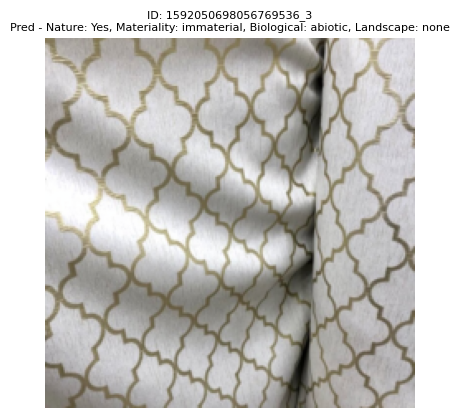 ID: 1592050698056769536_3
Pred - Nature: Yes, Materiality: immaterial, Biological: abiotic, Landscape: none